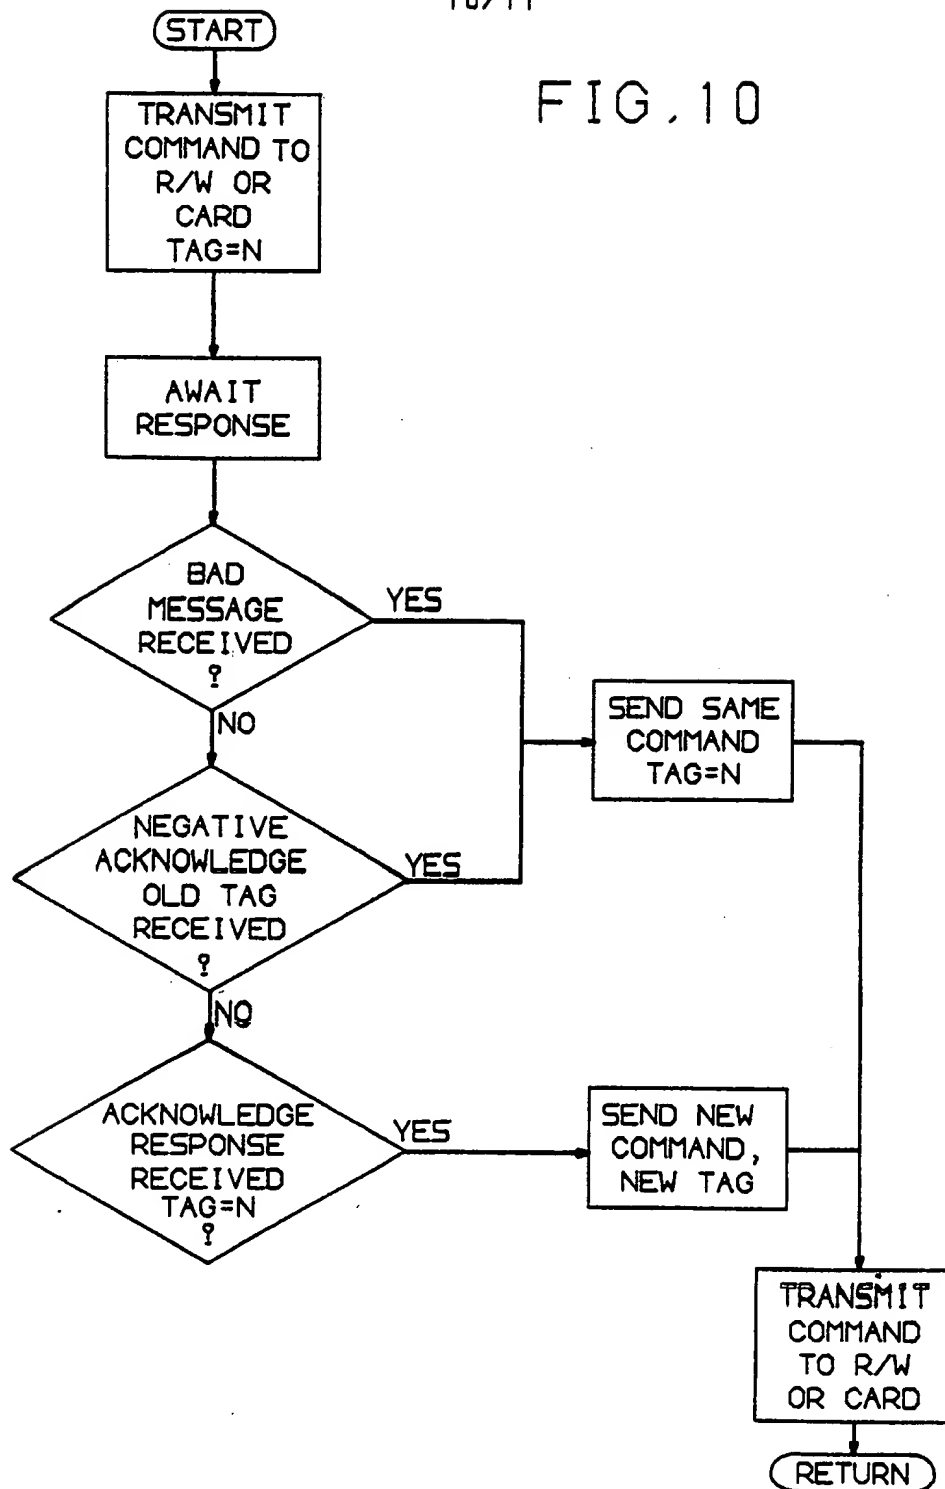 START
FIG.10
TRANSMIT
COMMAND TO
R/W OR
CARD
TAG=N
AWAIT
RESPONSE
BAD
MESSAGE
RECEIVED
?
YES
NO
SEND SAME
COMMAND
TAG=N
NEGATIVE
ACKNOWLEDGE
OLD TAG
RECEIVED
?
YES
NO
ACKNOWLEDGE
RESPONSE
RECEIVED
TAG=N
?
YES
SEND NEW
COMMAND,
NEW TAG
TRANSMIT
COMMAND
TO R/W
OR CARD
RETURN